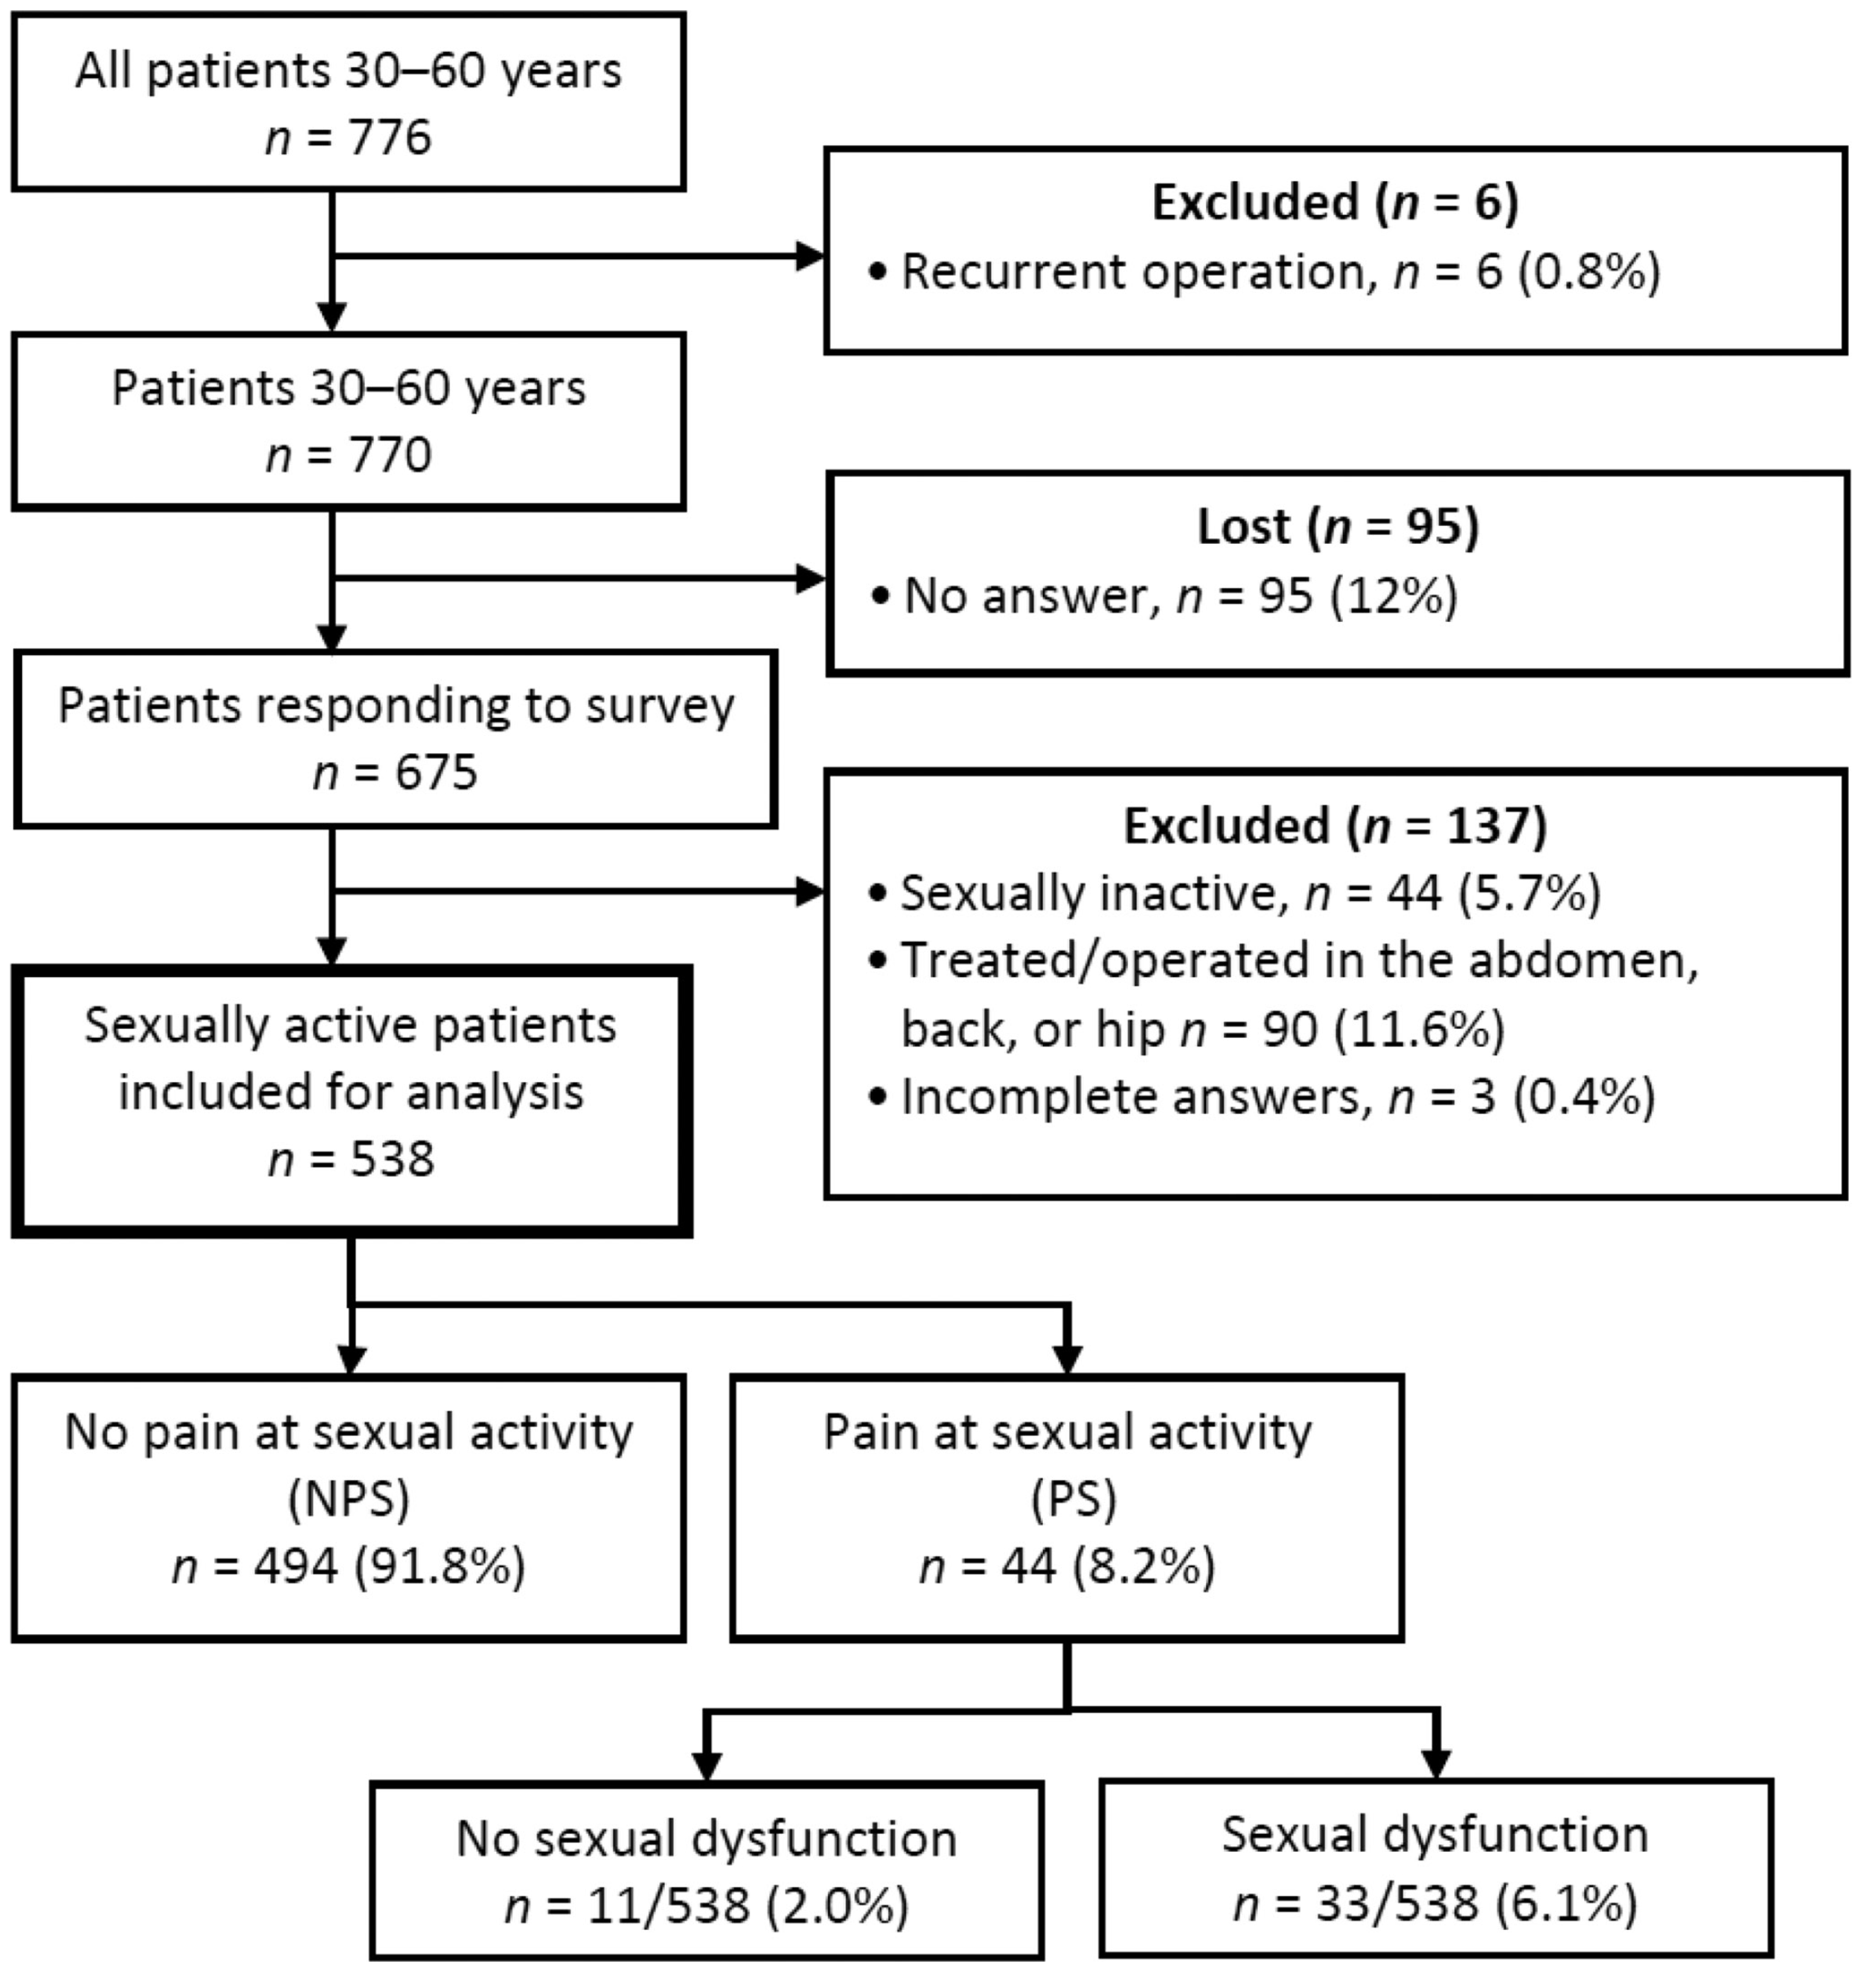 All patients 30–60 years
n = 776
Excluded (n = 6)
• Recurrent operation, n = 6 (0.8%)
Patients 30–60 years
n = 770
Lost (n = 95)
• No answer, n = 95 (12%)
Patients responding to survey
n = 675
Excluded (n = 137)
• Sexually inactive, n = 44 (5.7%)
• Treated/operated in the abdomen,
back, or hip n = 90 (11.6%)
• Incomplete answers, n = 3 (0.4%)
Sexually active patients
included for analysis
n = 538
No pain at sexual activity
(NPS)
n = 494 (91.8%)
Pain at sexual activity
(PS)
n = 44 (8.2%)
No sexual dysfunction
n = 11/538 (2.0%)
Sexual dysfunction
n = 33/538 (6.1%)